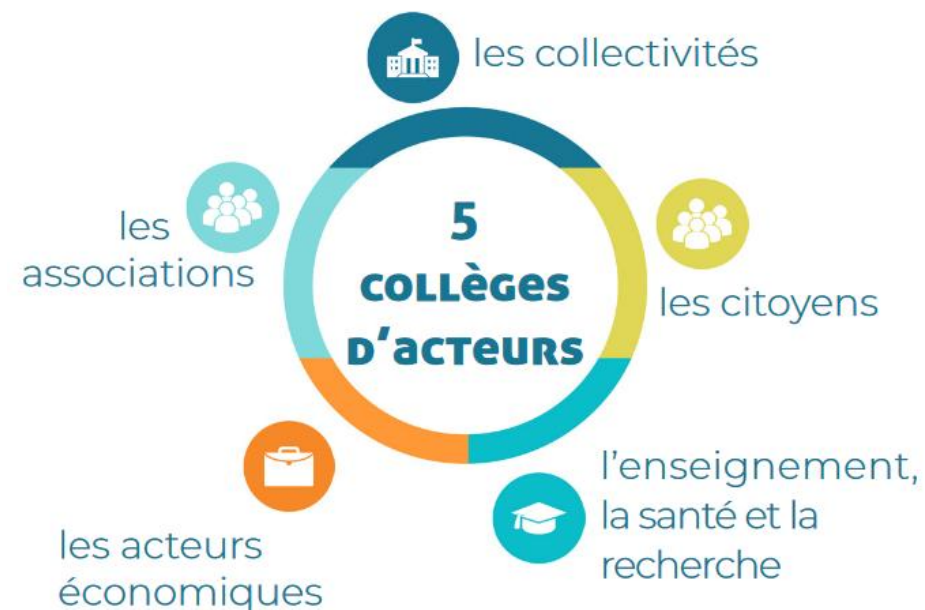 les collectivités
les
associations
5
collèges
d'acteurs
les citoyens
l'enseignement,
la santé et la
recherche
les acteurs
économiques